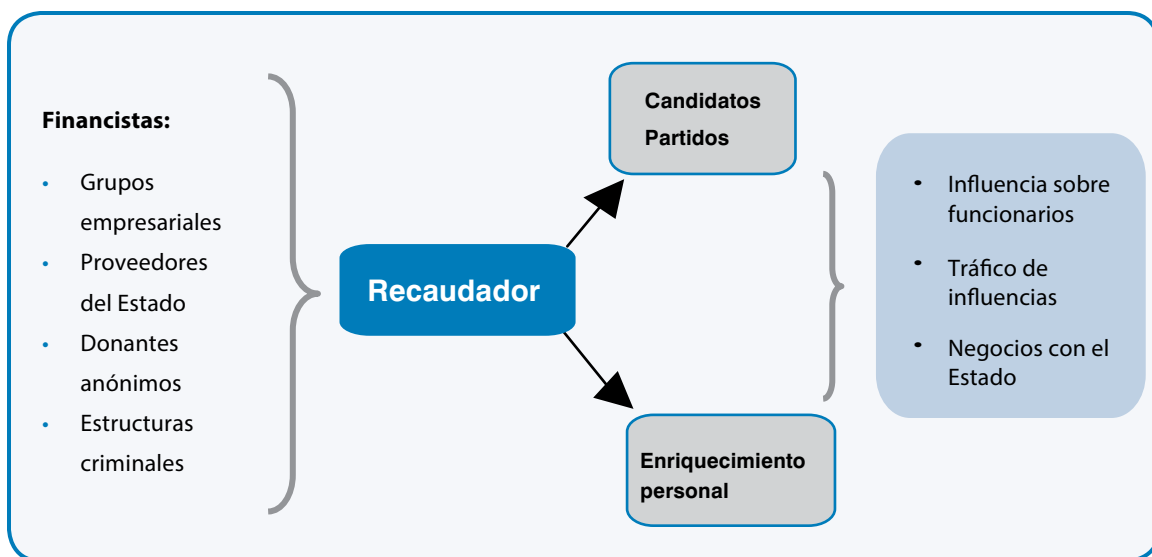 Financistas:
• Grupos
empresariales
• Proveedores
del Estado
• Donantes
anónimos
• Estructuras
criminales
Recaudador
Candidatos
Partidos
Enriquecimiento
personal
• Influencia sobre
funcionarios
• Tráfico de
influencias
• Negocios con el
Estado